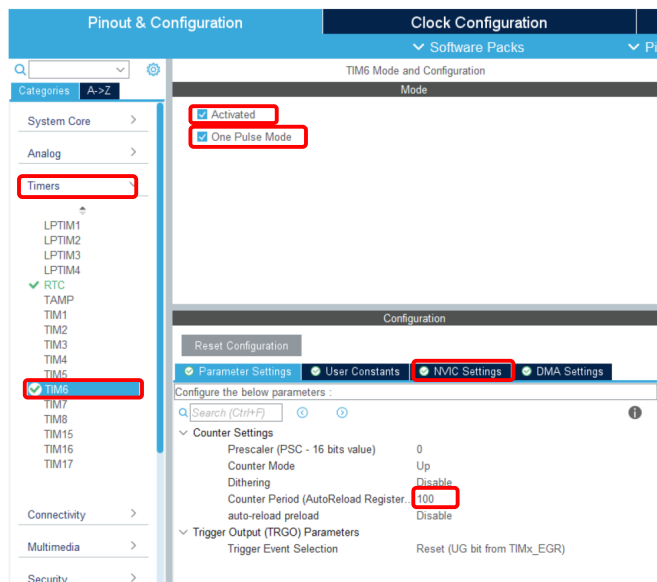 Pinout & Configuration
Clock Configuration
Software Packs
Pi
TIM6 Mode and Configuration
Categories
A->Z
Mode
System Core
Activated
One Pulse Mode
Analog
Timers
LPTIM1
LPTIM2
LPTIM3
LPTIM4
RTC
TAMP
TIM1
TIM2
TIM3
TIM4
TIM5
TIM6
TIM7
TIM8
TIM15
TIM16
TIM17
Connectivity
Multimedia
Security
Configuration
Reset Configuration
Parameter Settings
User Constants
NVIC Settings
DMA Settings
Configure the below parameters :
Search (Ctrl+F)
Counter Settings
Prescaler (PSC - 16 bits value) 0
Counter Mode Up
Dithering Disable
Counter Period (AutoReload Register... 100
auto-reload preload Disable
Trigger Output (TRGO) Parameters
Trigger Event Selection Reset (UG bit from TIMx_EGR)